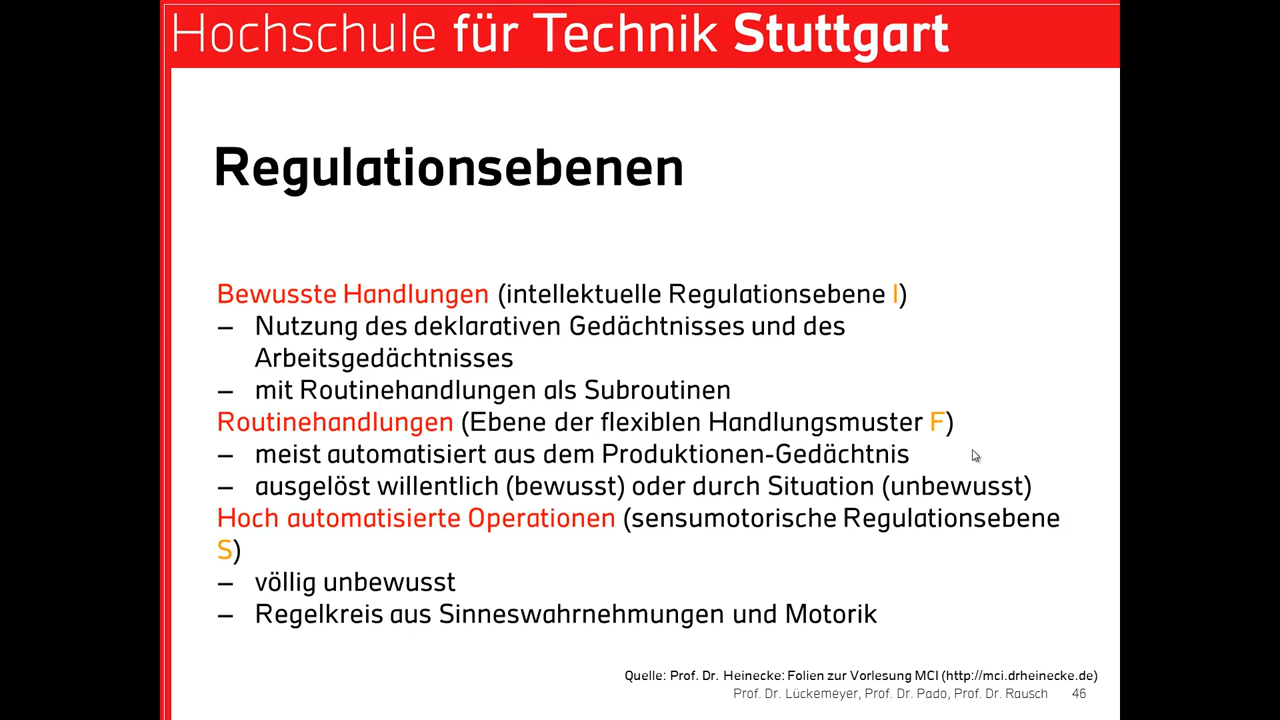 Hochschule für Technik Stuttgart
Regulationsebenen
Bewusste Handlungen (intellektuelle Regulationsebene I)
– Nutzung des deklarativen Gedächtnisses und des
Arbeitsgedächtnisses
– mit Routinehandlungen als Subroutinen
Routinehandlungen (Ebene der flexiblen Handlungsmuster F)
– meist automatisiert aus dem Produktionen-Gedächtnis
– ausgelöst willentlich (bewusst) oder durch Situation (unbewusst)
Hoch automatisierte Operationen (sensumotorische Regulationsebene
S)
– völlig unbewusst
– Regelkreis aus Sinneswahrnehmungen und Motorik
Quelle: Prof. Dr. Heinecke: Folien zur Vorlesung MCI (http://mci.drheinecke.de)
Prof. Dr. Lückemeyer, Prof. Dr. Pado, Prof. Dr. Rausch 46